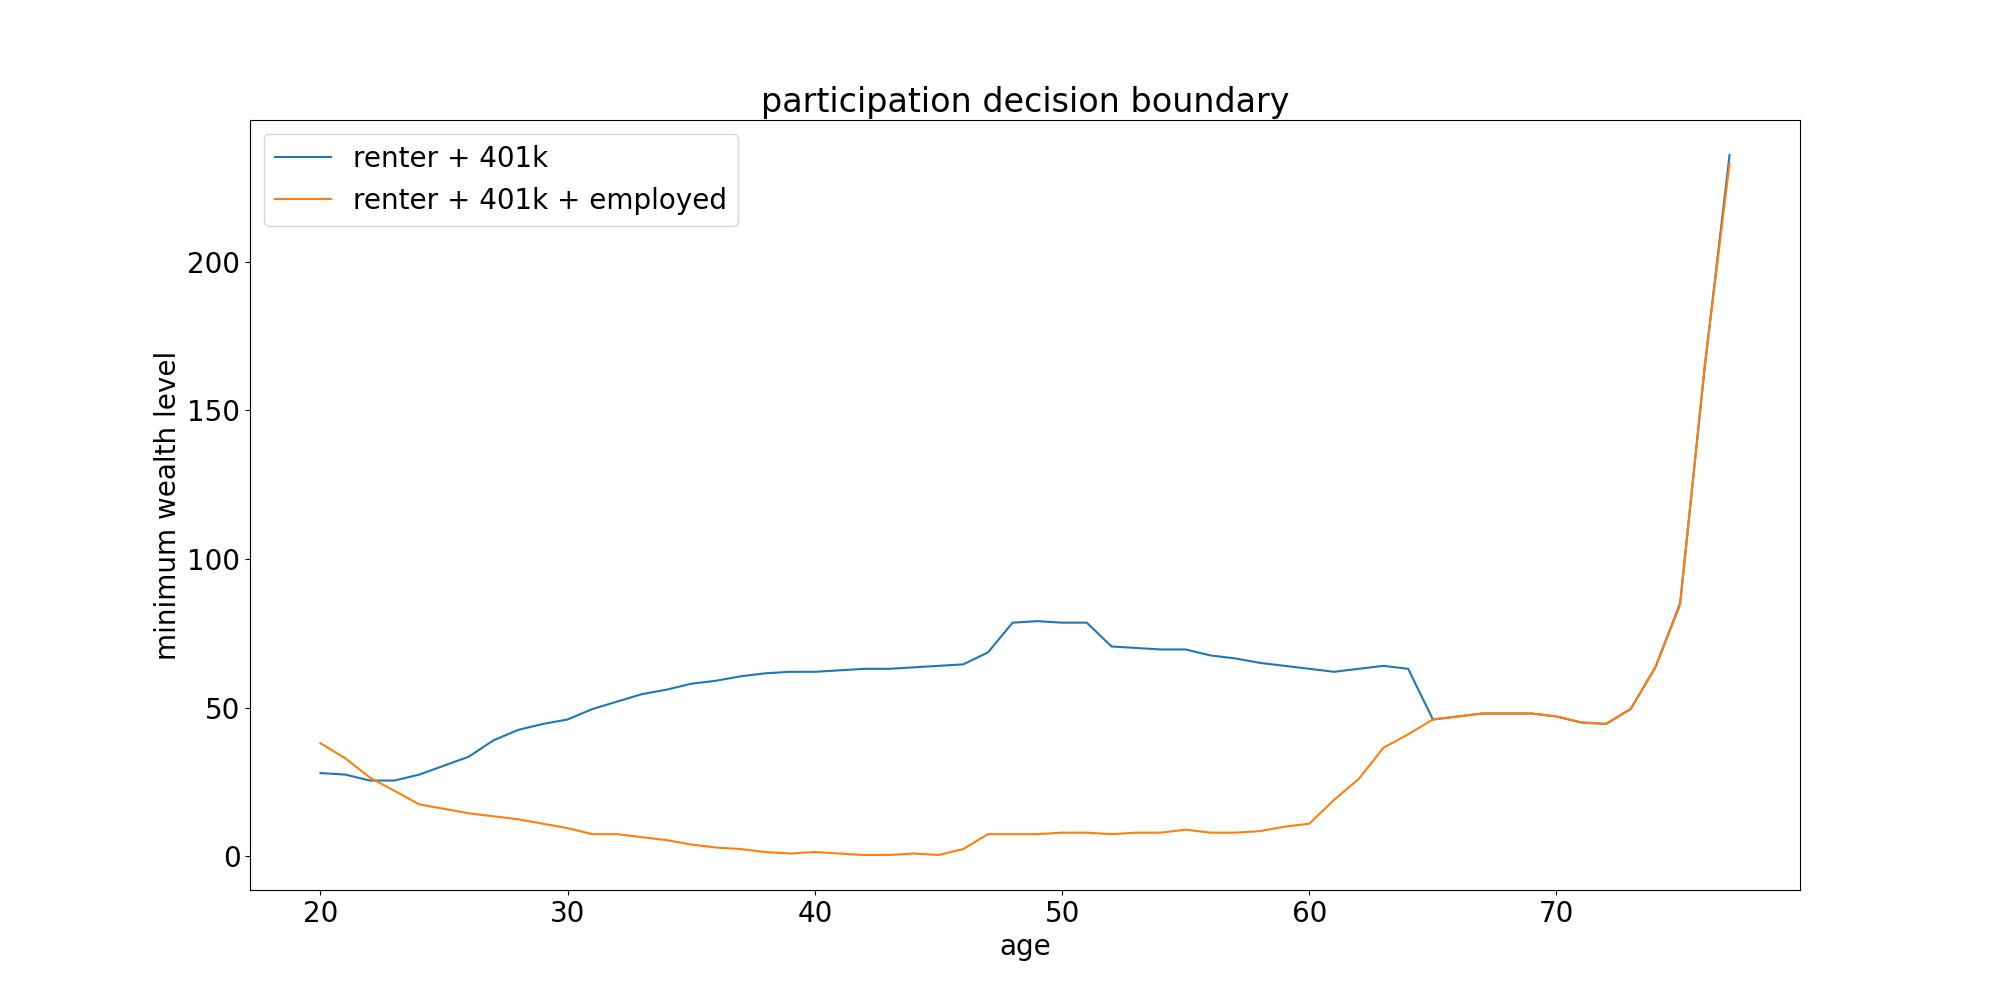 participation decision boundary
renter + 401k
renter + 401k + employed
200
150
100
50
0
minimum wealth level
20 30 40 50 60 70
age